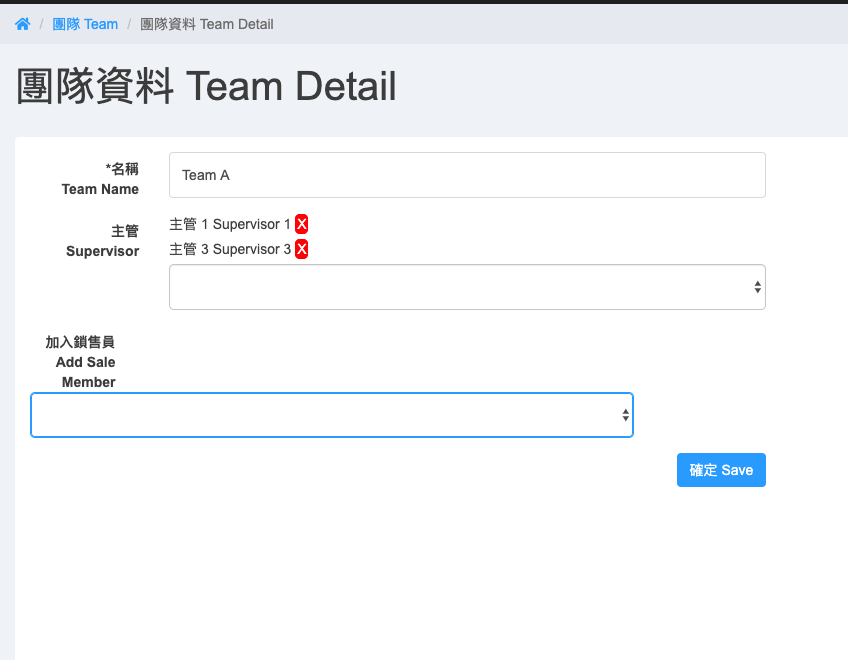 / 團隊 Team / 團隊資料 Team Detail
團隊資料 Team Detail
*名稱
Team Name
Team A
主管
Supervisor
主管 1 Supervisor 1 X
主管 3 Supervisor 3 X
加入鎖售員
Add Sale
Member
確定 Save